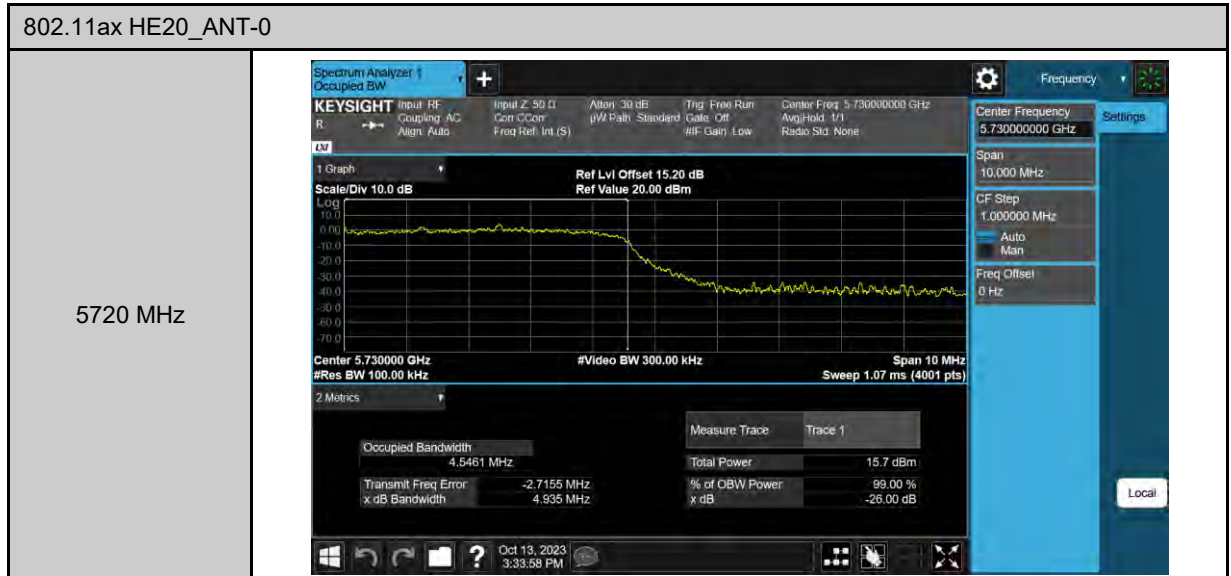 802.11ax HE20_ANT-0
5720 MHz
Spectrum Analyzer 1
Occupied BW
Frequency
KEYSIGHT Input: RF Input Z: 50 Ω Atten: 30 dB Trig: Free Run Center Freq: 5.730000000 GHz
R Coupling: AC Corr CCorr µW Path: Standard Gate: Off Avg|Hold: 1/1
Align: Auto Freq Ref: Int (S) #IF Gain: Low Radio Std: None
LXI
1 Graph
Ref Lvl Offset 15.20 dB
Scale/Div 10.0 dB Ref Value 20.00 dBm
Log
10.0
0.00
-10.0
-20.0
-30.0
-40.0
-50.0
-60.0
-70.0
Center 5.730000 GHz #Video BW 300.00 kHz Span 10 MHz
#Res BW 100.00 kHz Sweep 1.07 ms (4001 pts)
2 Metrics
Measure Trace Trace 1
Occupied Bandwidth
4.5461 MHz
Total Power 15.7 dBm
Transmit Freq Error -2.7155 MHz % of OBW Power 99.00 %
x dB Bandwidth 4.935 MHz x dB -26.00 dB
Oct 13, 2023
3:33:58 PM
Center Frequency
5.730000000 GHz
Settings
Span
10.000 MHz
CF Step
1.000000 MHz
Auto
Man
Freq Offset
0 Hz
Local